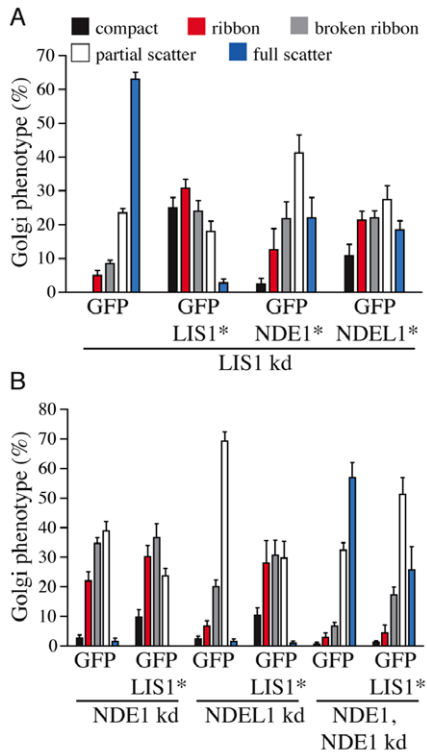 A
compact ribbon broken ribbon
partial scatter full scatter
Golgi phenotype (%)
70
60
50
40
30
20
10
0
GFP GFP GFP GFP
LIS1* NDE1* NDEL1*
LIS1 kd
B
Golgi phenotype (%)
80
70
60
50
40
30
20
10
0
GFP GFP GFP GFP GFP GFP
LIS1* LIS1* LIS1*
NDE1 kd NDEL1 kd NDE1,
NDE1 kd